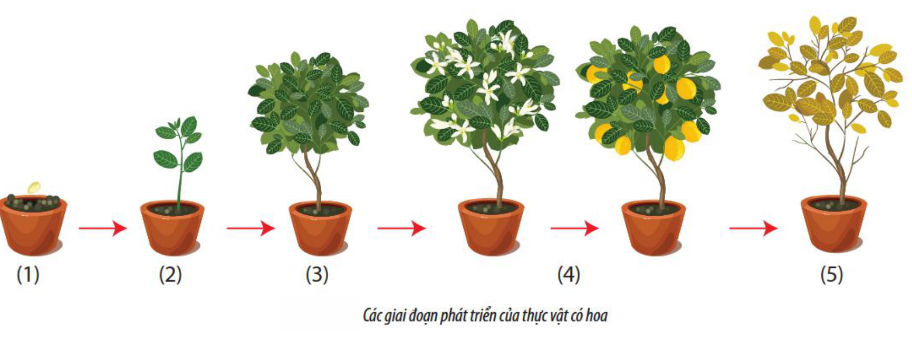 (1) (2) (3) (4) (5)
Các giai đoạn phát triển của thực vật có hoa